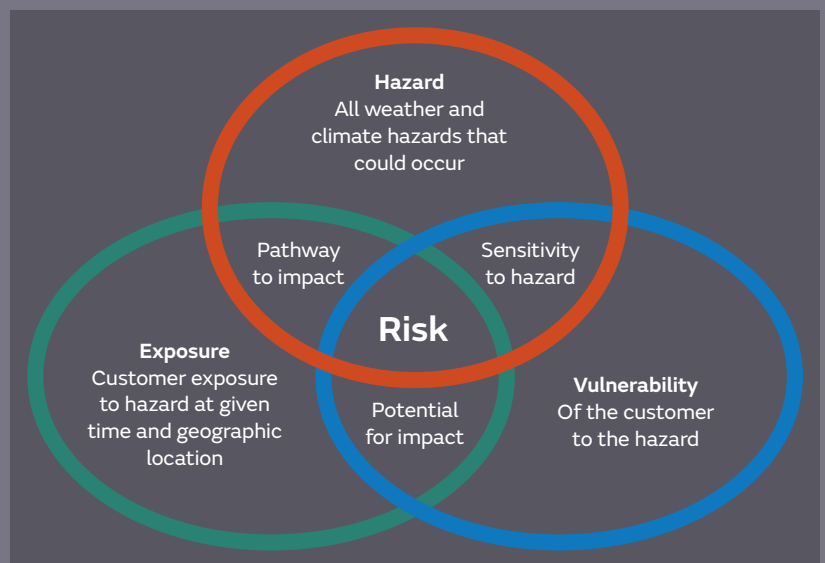 Hazard
All weather and
climate hazards that
could occur
Pathway
to impact
Sensitivity
to hazard
Risk
Exposure
Customer exposure
to hazard at given
time and geographic
location
Potential
for impact
Vulnerability
Of the customer
to the hazard